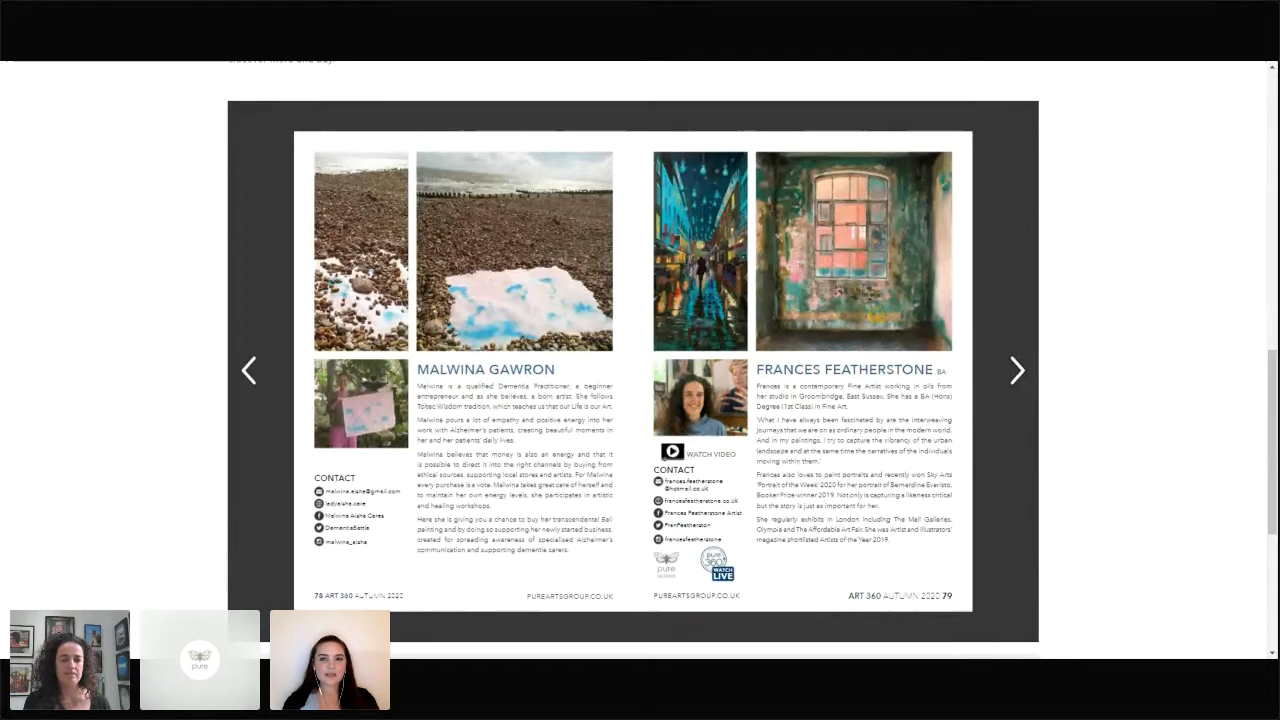 MALWINA GAWRON
Malwina is a qualified Dementia Practitioner, a beginner
entrepreneur and as she believes, a born artist. She follows
Toltec Wisdom tradition, which teaches us that our Life is our Art.
Malwina pours a lot of empathy and positive energy into her
work with Alzheimer's patients, creating beautiful moments in
her and her patients' daily lives.
Malwina believes that money is also an energy and that it
is possible to direct it into the right channels by buying from
ethical sources, supporting local stores and artists. For Malwina
every purchase is a vote. Malwina takes great care of herself and
to maintain her own energy levels, she participates in artistic
and healing workshops.
Here she is giving you a chance to buy her transcendental Bali
painting and by doing so supporting her newly started business,
created for spreading awareness of specialised Alzheimer's
communication and supporting dementia carers.
CONTACT
malwina.aisha@gmail.com
ladyaisha.care
Malwina Aisha Cares
DementiaBattle
malwina_aisha
78 ART 360 AUTUMN 2020
PUREARTSGROUP.CO.UK
FRANCES FEATHERSTONE BA
Frances is a contemporary Fine Artist working in oils from
her studio in Groombridge, East Sussex. She has a BA (Hons)
Degree (1st Class) in Fine Art.
'What I have always been fascinated by are the interweaving
journeys that we are on as ordinary people in the modern world.
And in my paintings, I try to capture the vibrancy of the urban
landscape and at the same time the narratives of the individuals
moving within them.'
Frances also loves to paint portraits and recently won Sky Arts
'Portrait of the Week' 2020 for her portrait of Bernardine Evaristo,
Booker Prize winner 2019. Not only is capturing a likeness critical
but the story is just as important for her.
She regularly exhibits in London including The Mall Galleries,
Olympia and The Affordable Art Fair. She was 'Artist and Illustrators'
magazine shortlisted Artists of the Year 2019.
WATCH VIDEO
CONTACT
frances.featherstone
@hotmail.co.uk
francesfeatherstone.co.uk
Frances Featherstone Artist
FranFeatherston
francesfeatherstone
pure
pure
360
WATCH
LIVE
PUREARTSGROUP.CO.UK
ART 360 AUTUMN 2020 79
pure